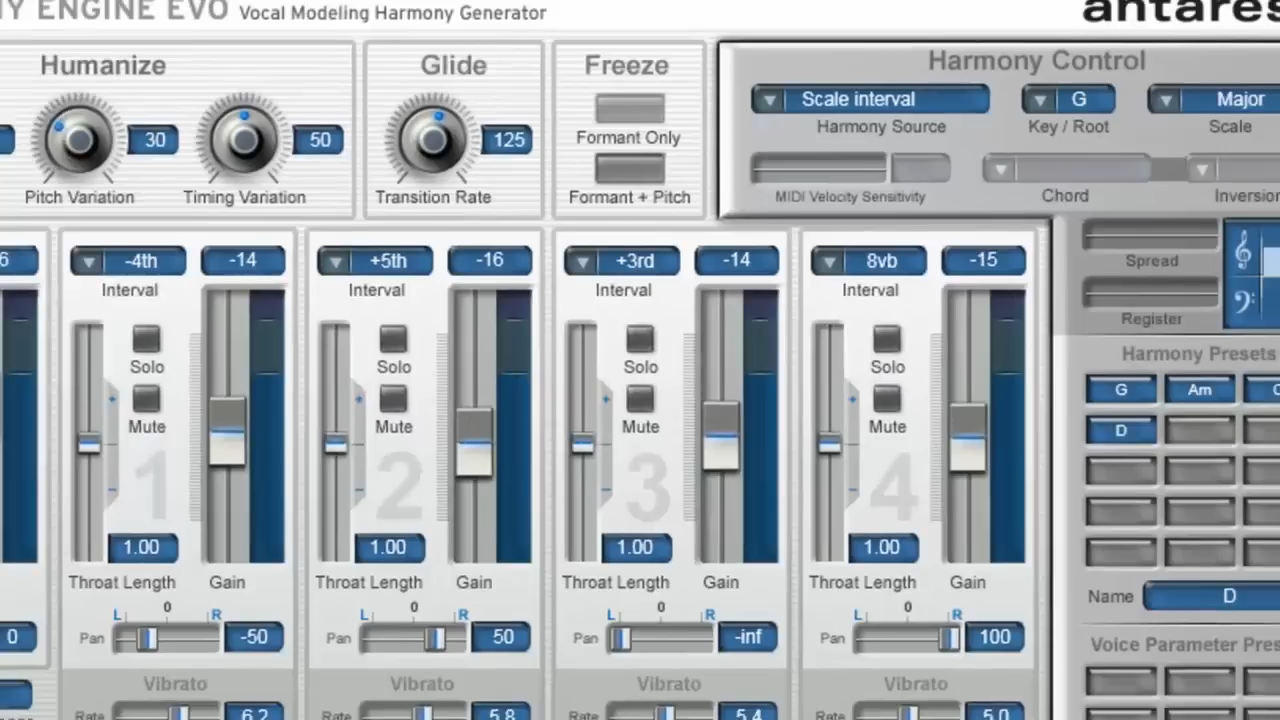 Y ENGINE EVO Vocal Modeling Harmony Generator antares
Humanize Glide Freeze Harmony Control
Scale interval G Major
30 50 125 Formant Only Harmony Source Key / Root Scale
Pitch Variation Timing Variation Transition Rate Formant + Pitch MIDI Velocity Sensitivity Chord Inversion
6 -4th -14 +5th -16 +3rd -14 8vb -15 Spread
Interval Interval Interval Interval Register
Solo Solo Solo Solo Harmony Presets
G Am
Mute Mute Mute Mute D
1 2 3 4
1.00 1.00 1.00 1.00
Throat Length Gain Throat Length Gain Throat Length Gain Throat Length Gain Name D
L 0 R L 0 R L 0 R L 0 R
0 Pan -50 Pan 50 Pan -inf Pan 100 Voice Parameter Pres
Vibrato Vibrato Vibrato Vibrato
Rate 6.2 Rate 5.8 Rate 5.4 Rate 5.0